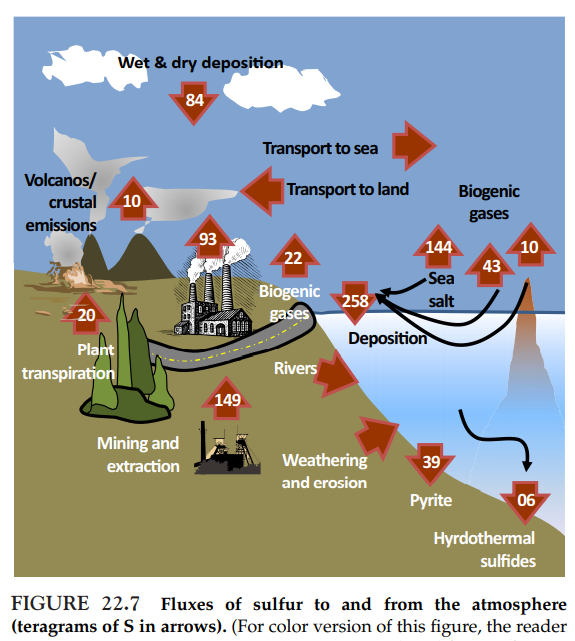 Wet & dry deposition
84
Transport to sea
Transport to land
Volcanos/
crustal
emissions
10
Biogenic
gases
93
22
144
43
10
Biogenic
gases
Sea
salt
258
Deposition
20
Plant
transpiration
Rivers
149
Mining and
extraction
Weathering
and erosion
39
Pyrite
06
Hyrdothermal
sulfides
FIGURE 22.7 Fluxes of sulfur to and from the atmosphere
(teragrams of S in arrows). (For color version of this figure, the reader